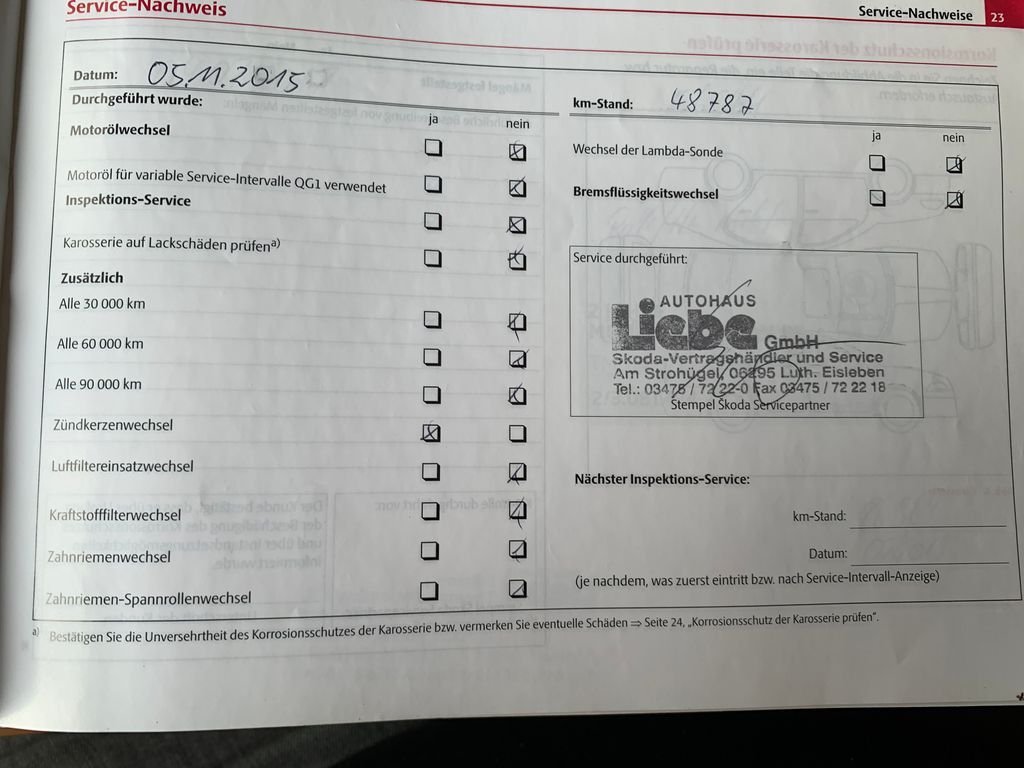 Service-Nachweis
Service-Nachweise 23
Datum: 05.11.2015
Durchgeführt wurde:
ja nein
Motorölwechsel
Motoröl für variable Service-Intervalle QG1 verwendet
Inspektions-Service
Karosserie auf Lackschäden prüfen a)
Zusätzlich
Alle 30 000 km
Alle 60 000 km
Alle 90 000 km
Zündkerzenwechsel
Luftfiltereinsatzwechsel
Kraftstofffilterwechsel
Zahnriemenwechsel
Zahnriemen-Spannrollenwechsel
km-Stand: 48787
ja nein
Wechsel der Lambda-Sonde
Bremsflüssigkeitswechsel
Service durchgeführt:
AUTOHAUS
Liebe GmbH
Skoda-Vertragshändler und Service
Am Strohügel, 06295 Luth. Eisleben
Tel.: 03475 / 72 22-0 Fax 03475 / 72 22 18
Stempel Škoda Servicepartner
Nächster Inspektions-Service:
km-Stand:
Datum:
(je nachdem, was zuerst eintritt bzw. nach Service-Intervall-Anzeige)
a) Bestätigen Sie die Unversehrtheit des Korrosionsschutzes der Karosserie bzw. vermerken Sie eventuelle Schäden ⇒ Seite 24, „Korrosionsschutz der Karosserie prüfen“.